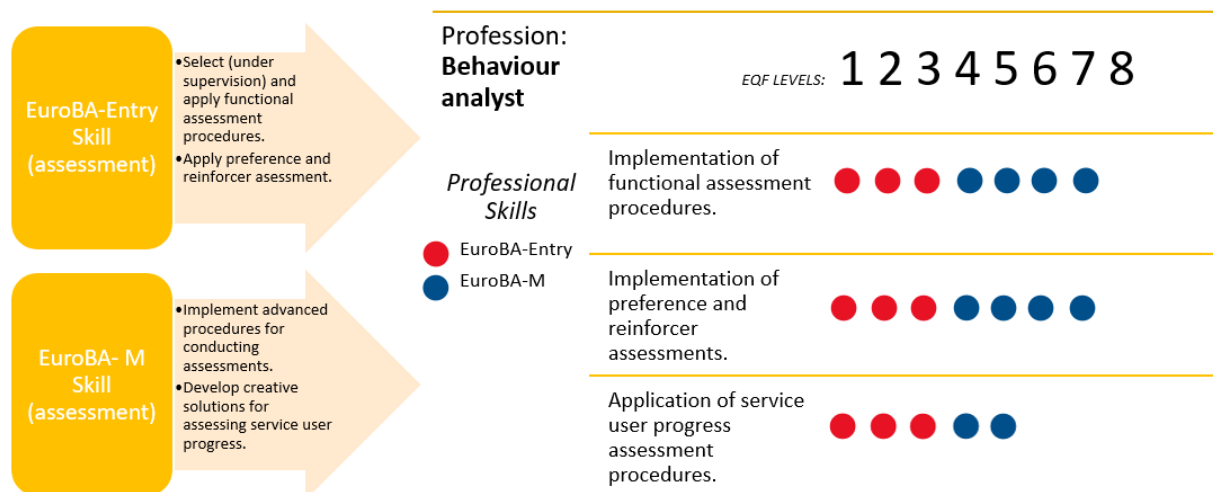 EuroBA-Entry
Skill
(assessment)
•Select (under
supervision) and
apply functional
assessment
procedures.
•Apply preference and
reinforcer asessment.
EuroBA- M
Skill
(assessment)
•Implement advanced
procedures for
conducting
assessments.
•Develop creative
solutions for
assessing service user
progress.
Profession:
Behaviour
analyst
EQF LEVELS: 1 2 3 4 5 6 7 8
Professional
Skills
EuroBA-Entry
EuroBA-M
Implementation of
functional assessment
procedures.
Implementation of
preference and
reinforcer
assessments.
Application of service
user progress
assessment
procedures.